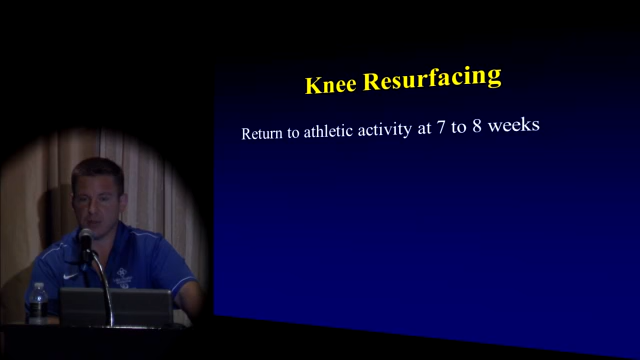 Knee Resurfacing
Return to athletic activity at 7 to 8 weeks